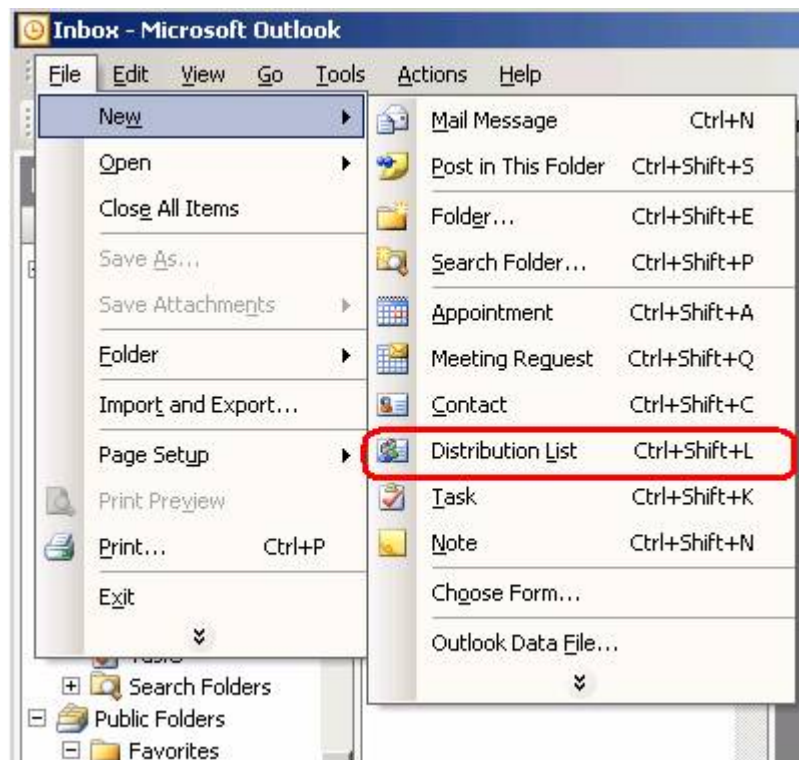 Inbox - Microsoft Outlook
File Edit View Go Tools Actions Help
New
Open
Close All Items
Save As...
Save Attachments
Folder
Import and Export...
Page Setup
Print Preview
Print... Ctrl+P
Exit
Mail Message Ctrl+N
Post in This Folder Ctrl+Shift+S
Folder... Ctrl+Shift+E
Search Folder... Ctrl+Shift+P
Appointment Ctrl+Shift+A
Meeting Request Ctrl+Shift+Q
Contact Ctrl+Shift+C
Distribution List Ctrl+Shift+L
Task Ctrl+Shift+K
Note Ctrl+Shift+N
Choose Form...
Outlook Data File...
Search Folders
Public Folders
Favorites